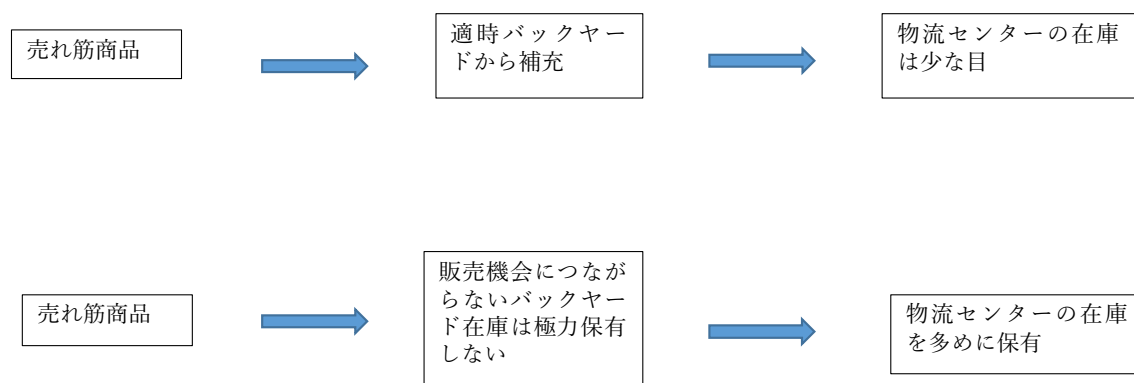 売れ筋商品
適時バックヤー
ドから補充
物流センターの在庫
は少な目
売れ筋商品
販売機会につなが
らないバックヤー
ド在庫は極力保有
しない
物流センターの在庫
を多めに保有